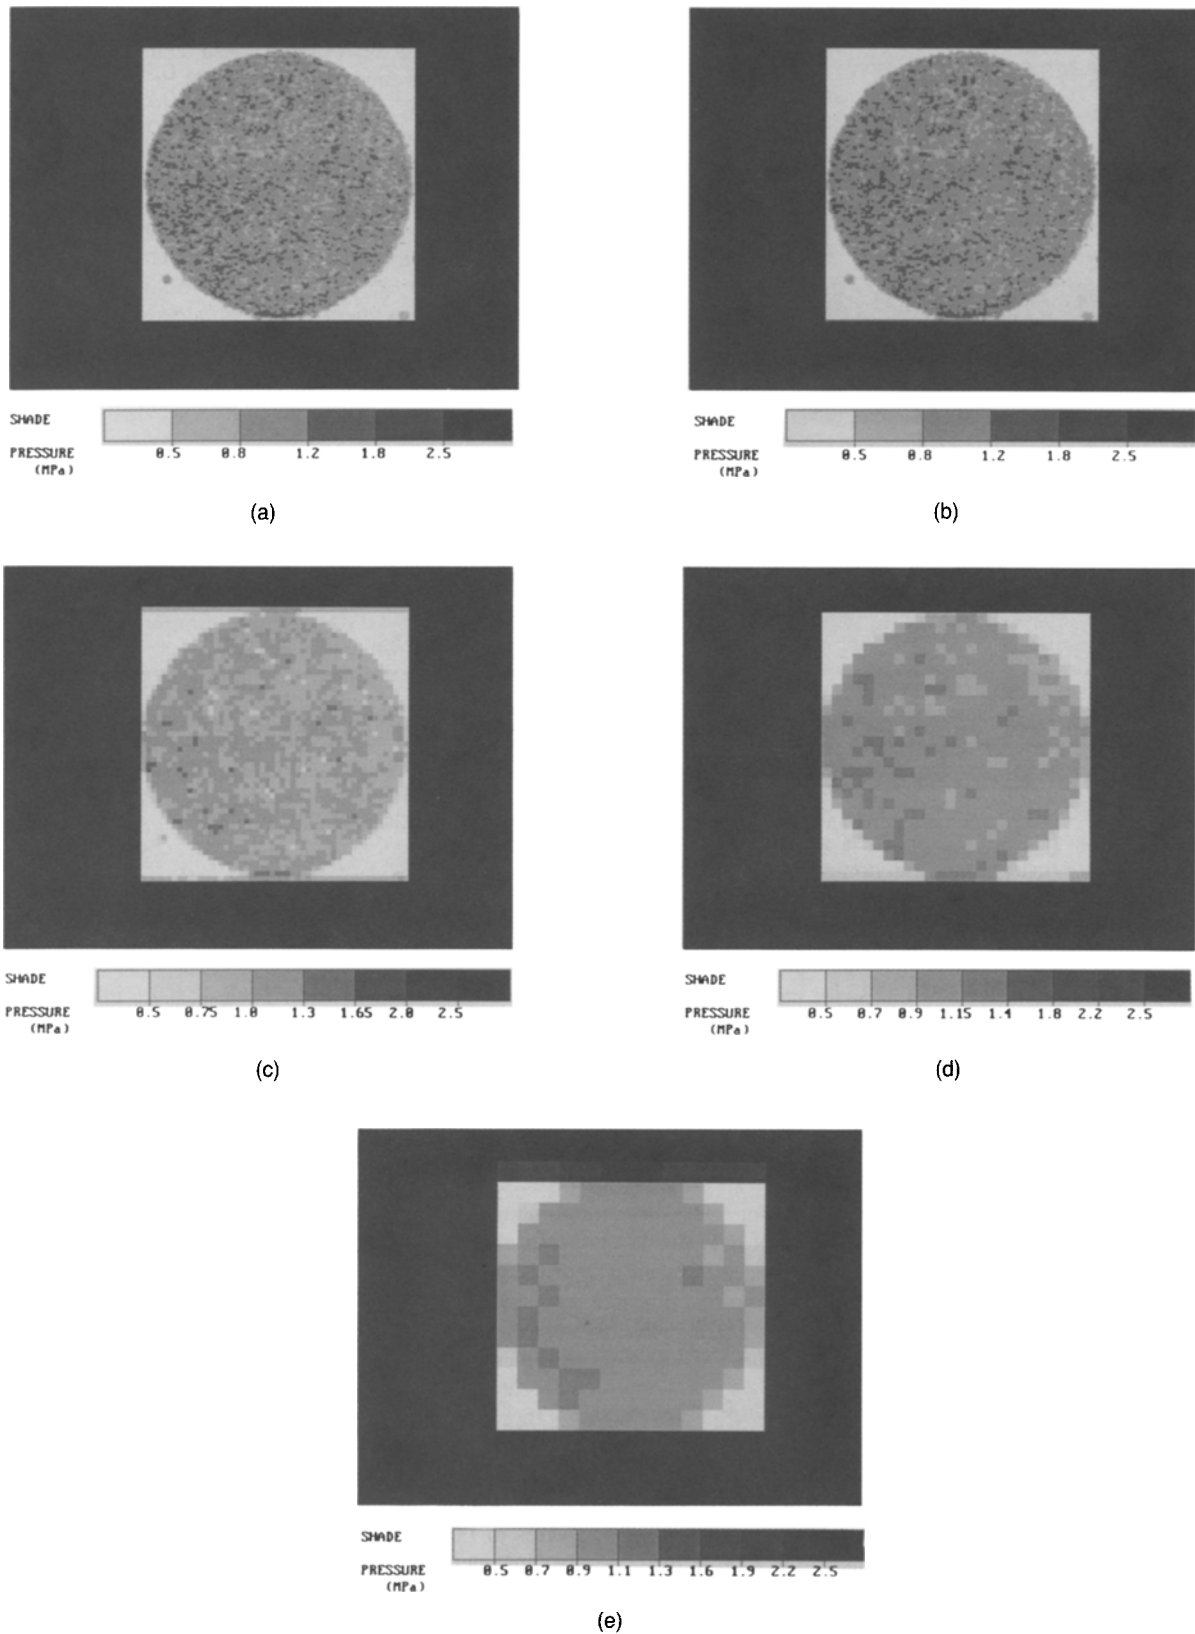 SHADE
PRESSURE 0.5 0.8 1.2 1.8 2.5
(MPa)
(a)
SHADE
PRESSURE 0.5 0.8 1.2 1.8 2.5
(MPa)
(b)
SHADE
PRESSURE 0.5 0.75 1.0 1.3 1.65 2.0 2.5
(MPa)
(c)
SHADE
PRESSURE 0.5 0.7 0.9 1.15 1.4 1.8 2.2 2.5
(MPa)
(d)
SHADE
PRESSURE 0.5 0.7 0.9 1.1 1.3 1.6 1.9 2.2 2.5
(MPa)
(e)